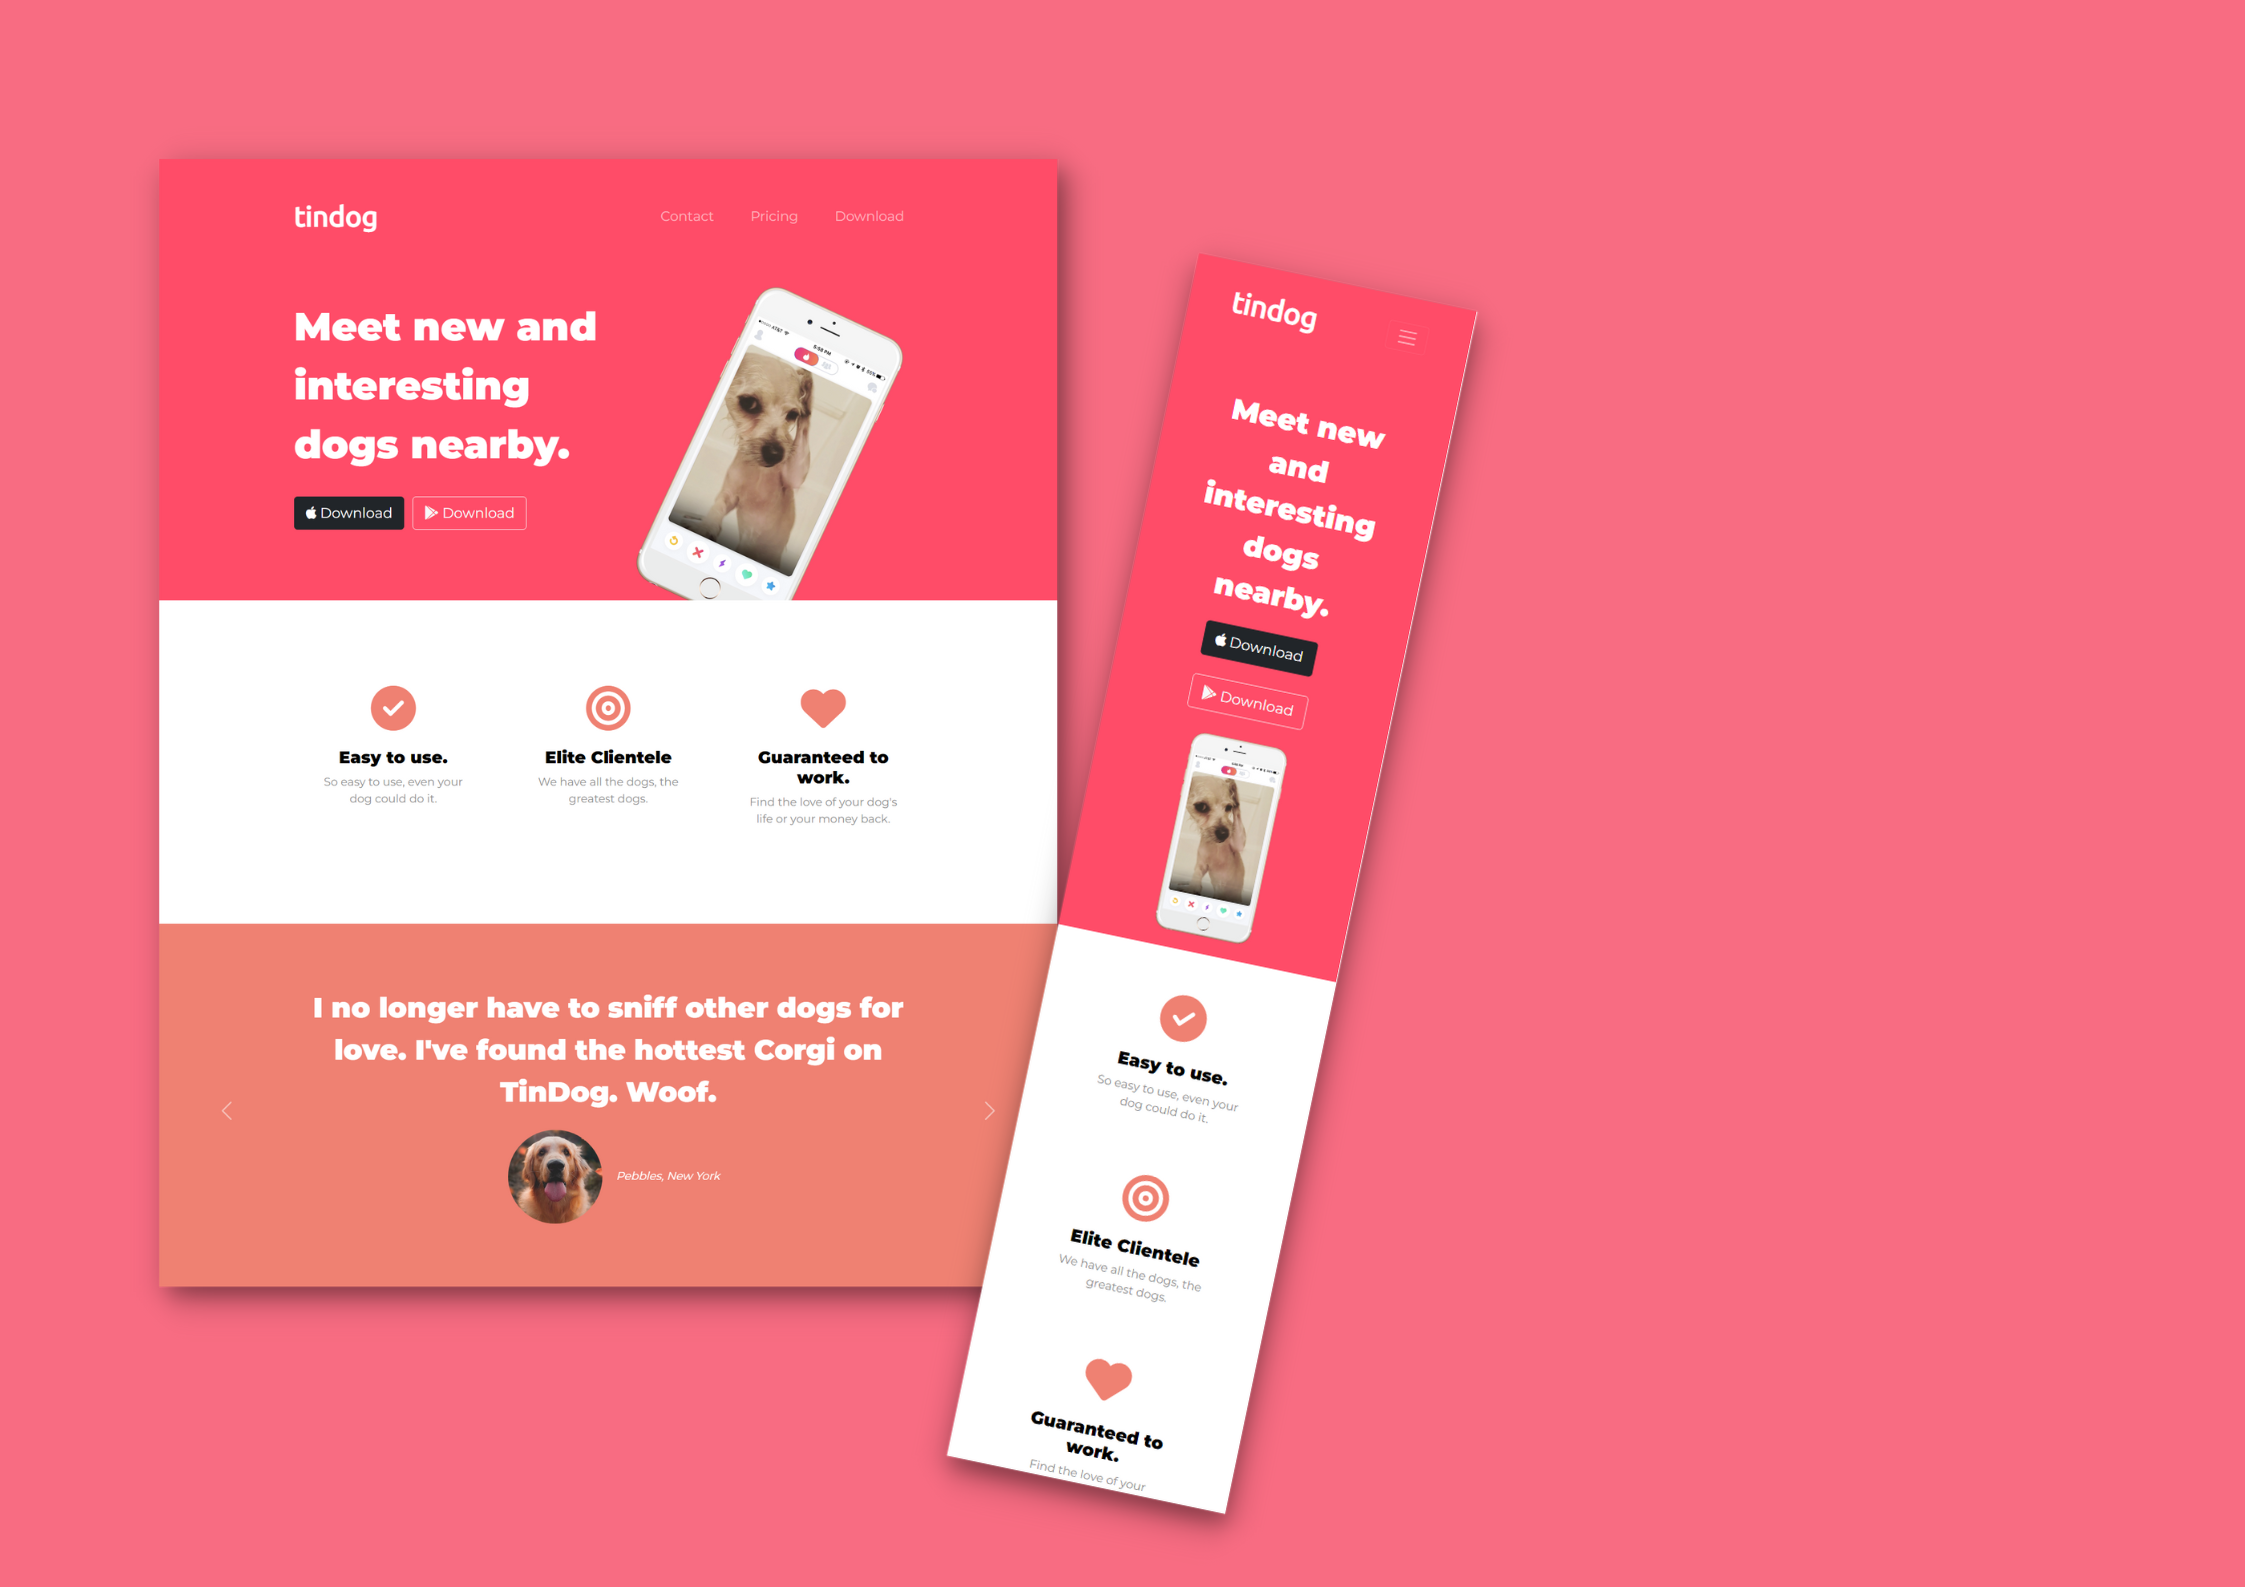 tindog
Contact Pricing Download
Meet new and
interesting
dogs nearby.
Download Download
5:58 PM
Easy to use.
So easy to use, even your
dog could do it.
Elite Clientele
We have all the dogs, the
greatest dogs.
Guaranteed to
work.
Find the love of your dog's
life or your money back.
I no longer have to sniff other dogs for
love. I've found the hottest Corgi on
TinDog. Woof.
Pebbles, New York
tindog
Meet new
and
interesting
dogs
nearby.
Download
Download
Easy to use.
So easy to use, even your
dog could do it.
Elite Clientele
We have all the dogs, the
greatest dogs.
Guaranteed to
work.
Find the love of your